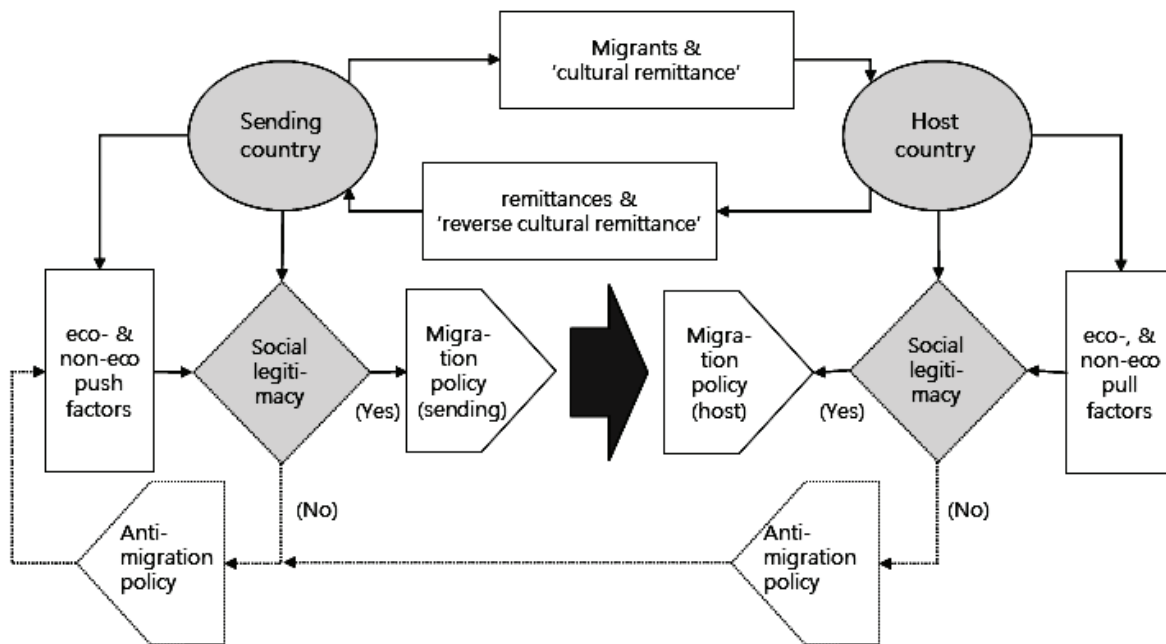 Migrants &
'cultural remittance'
Sending
country
Host
country
remittances &
'reverse cultural remittance'
eco- &
non-eco
push
factors
Social
legiti-
macy
(Yes)
Migra-
tion
policy
(sending)
Migra-
tion
policy
(host)
(Yes)
Social
legiti-
macy
eco-, &
non-eco
pull
factors
(No)
(No)
Anti-
migration
policy
Anti-
migration
policy